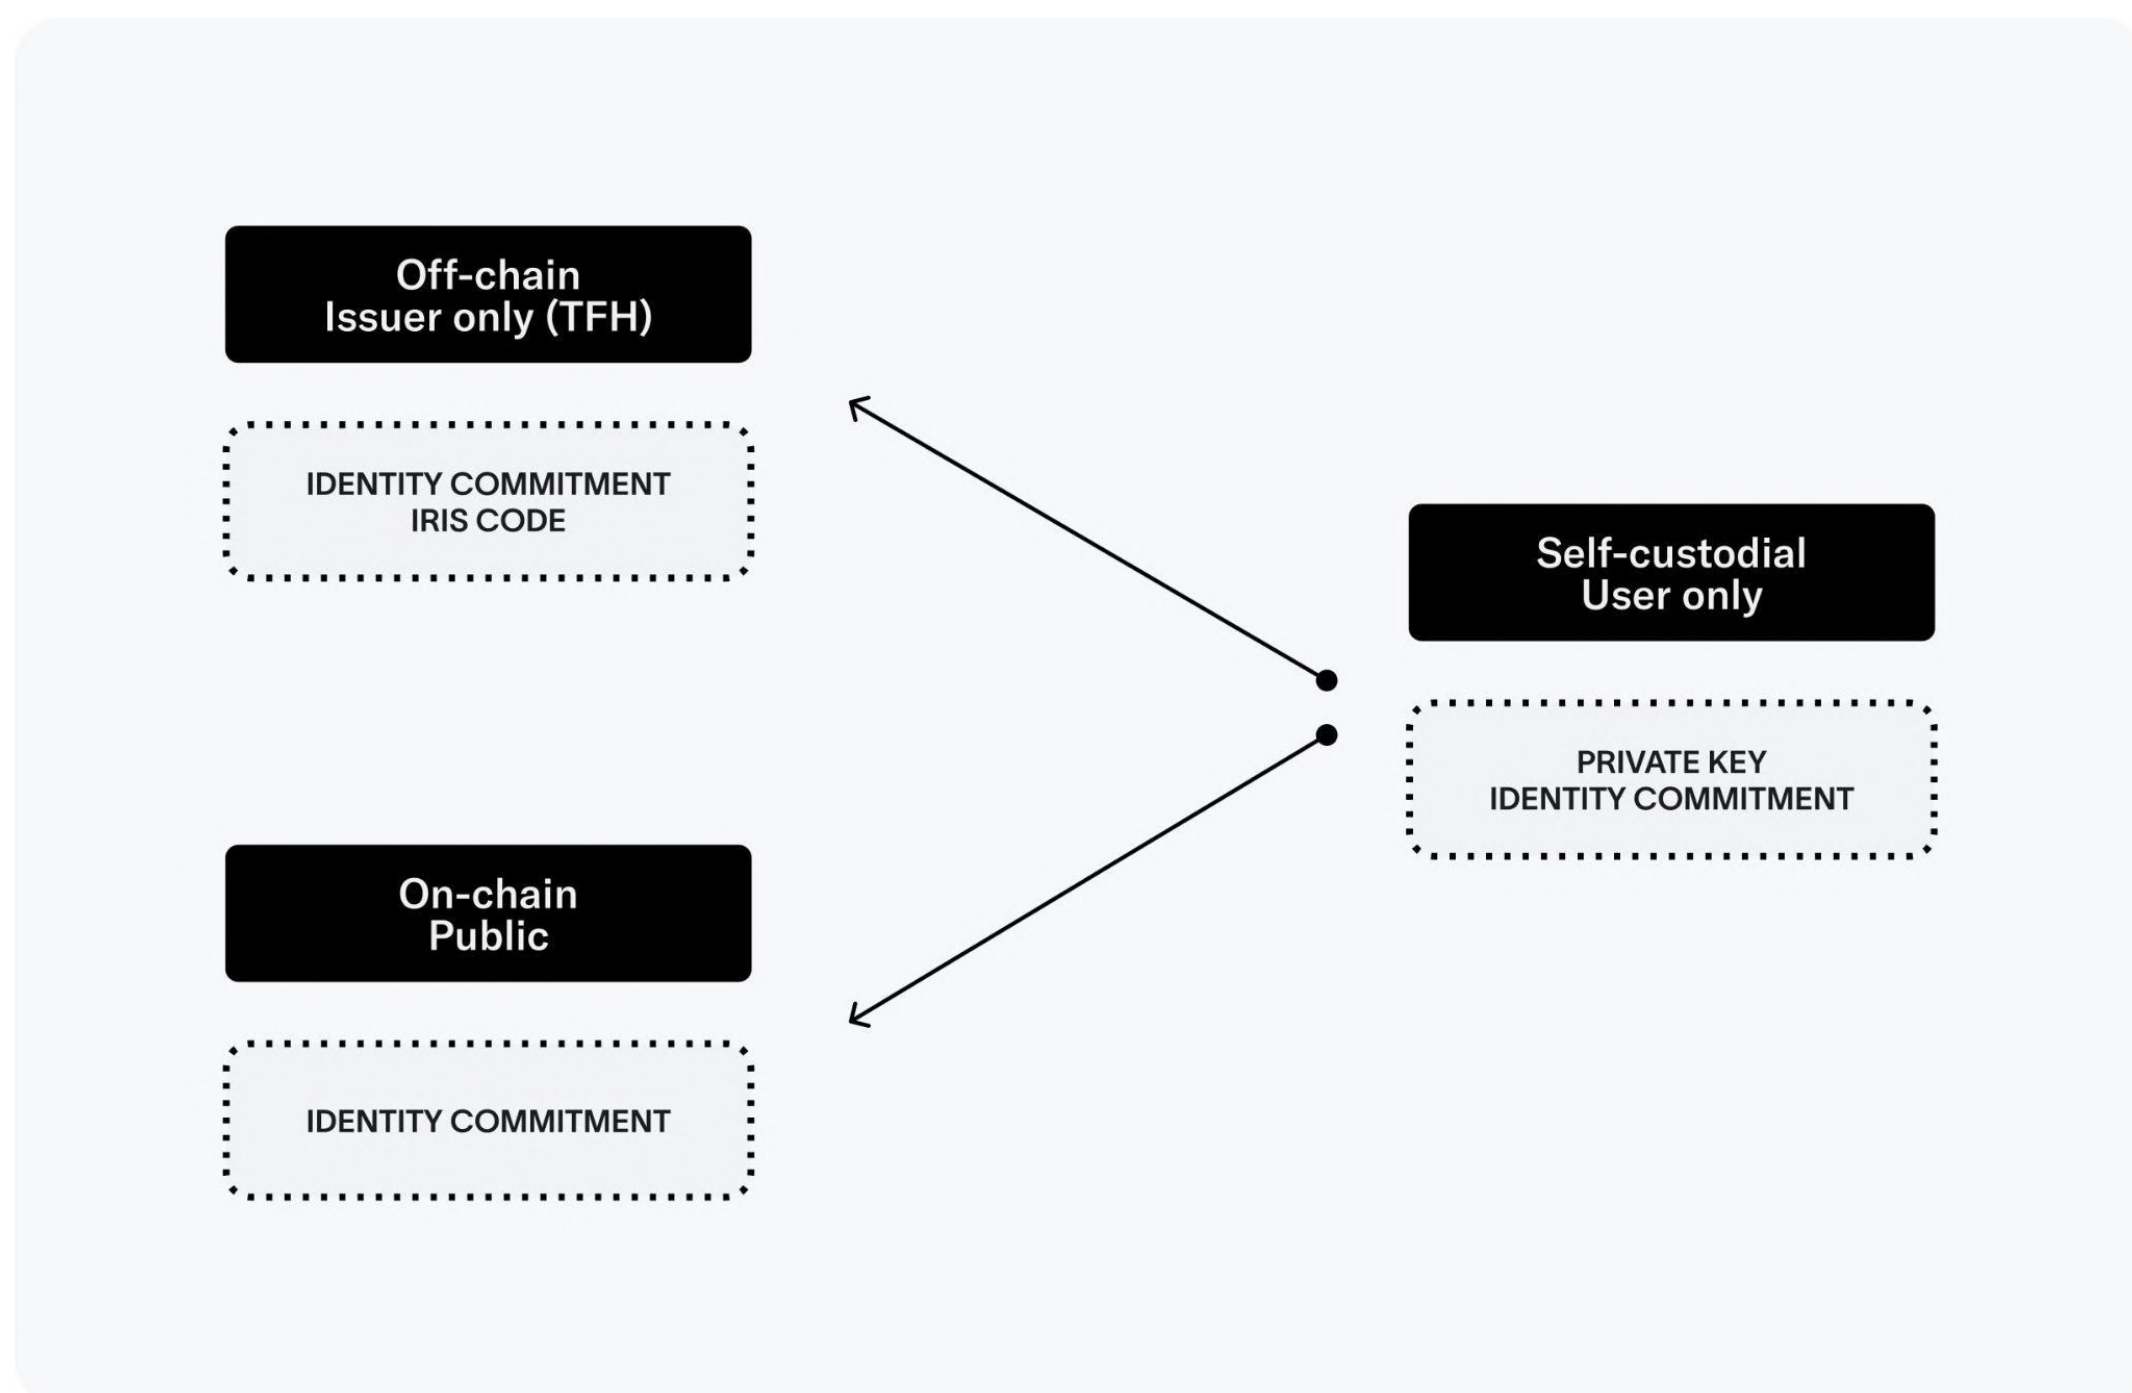 Off-chain
Issuer only (TFH)
IDENTITY COMMITMENT
IRIS CODE
Self-custodial
User only
PRIVATE KEY
IDENTITY COMMITMENT
On-chain
Public
IDENTITY COMMITMENT